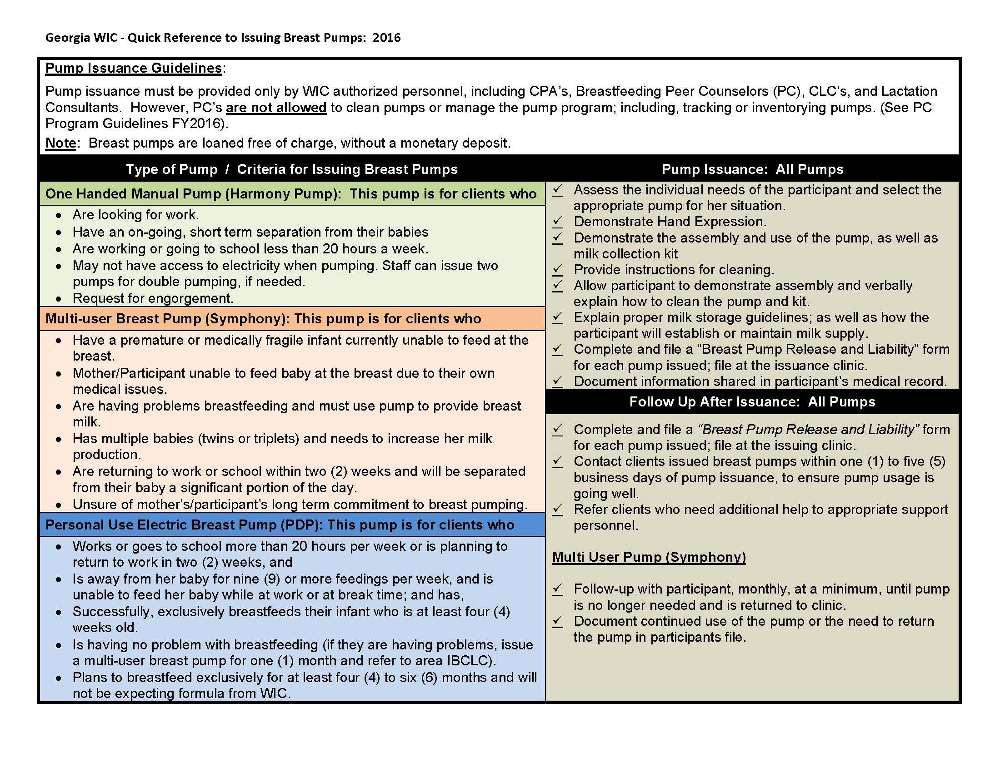 Georgia WIC - Quick Reference to Issuing Breast Pumps:  2016
Pump Issuance Guidelines:
Pump issuance must be provided only by WIC authorized personnel, including CPA's, Breastfeeding Peer Counselors (PC), CLC's, and Lactation
Consultants.  However, PC's are not allowed to clean pumps or manage the pump program; including, tracking or inventorying pumps. (See PC
Program Guidelines FY2016).
Note:  Breast pumps are loaned free of charge, without a monetary deposit.
Type of Pump  /  Criteria for Issuing Breast Pumps
One Handed Manual Pump (Harmony Pump):  This pump is for clients who
• Are looking for work.
• Have an on-going, short term separation from their babies
• Are working or going to school less than 20 hours a week.
• May not have access to electricity when pumping. Staff can issue two
pumps for double pumping, if needed.
• Request for engorgement.
Multi-user Breast Pump (Symphony): This pump is for clients who
• Have a premature or medically fragile infant currently unable to feed at the
breast.
• Mother/Participant unable to feed baby at the breast due to their own
medical issues.
• Are having problems breastfeeding and must use pump to provide breast
milk.
• Has multiple babies (twins or triplets) and needs to increase her milk
production.
• Are returning to work or school within two (2) weeks and will be separated
from their baby a significant portion of the day.
• Unsure of mother's/participant's long term commitment to breast pumping.
Personal Use Electric Breast Pump (PDP): This pump is for clients who
• Works or goes to school more than 20 hours per week or is planning to
return to work in two (2) weeks, and
• Is away from her baby for nine (9) or more feedings per week, and is
unable to feed her baby while at work or at break time; and has,
• Successfully, exclusively breastfeeds their infant who is at least four (4)
weeks old.
• Is having no problem with breastfeeding (if they are having problems, issue
a multi-user breast pump for one (1) month and refer to area IBCLC).
• Plans to breastfeed exclusively for at least four (4) to six (6) months and will
not be expecting formula from WIC.
Pump Issuance:  All Pumps
✓ Assess the individual needs of the participant and select the
appropriate pump for her situation.
✓ Demonstrate Hand Expression.
✓ Demonstrate the assembly and use of the pump, as well as
milk collection kit
✓ Provide instructions for cleaning.
✓ Allow participant to demonstrate assembly and verbally
explain how to clean the pump and kit.
✓ Explain proper milk storage guidelines; as well as how the
participant will establish or maintain milk supply.
✓ Complete and file a “Breast Pump Release and Liability” form
for each pump issued; file at the issuance clinic.
✓ Document information shared in participant's medical record.
Follow Up After Issuance:  All Pumps
✓ Complete and file a “Breast Pump Release and Liability” form
for each pump issued; file at the issuing clinic.
✓ Contact clients issued breast pumps within one (1) to five (5)
business days of pump issuance, to ensure pump usage is
going well.
✓ Refer clients who need additional help to appropriate support
personnel.
Multi User Pump (Symphony)
✓ Follow-up with participant, monthly, at a minimum, until pump
is no longer needed and is returned to clinic.
✓ Document continued use of the pump or the need to return
the pump in participants file.